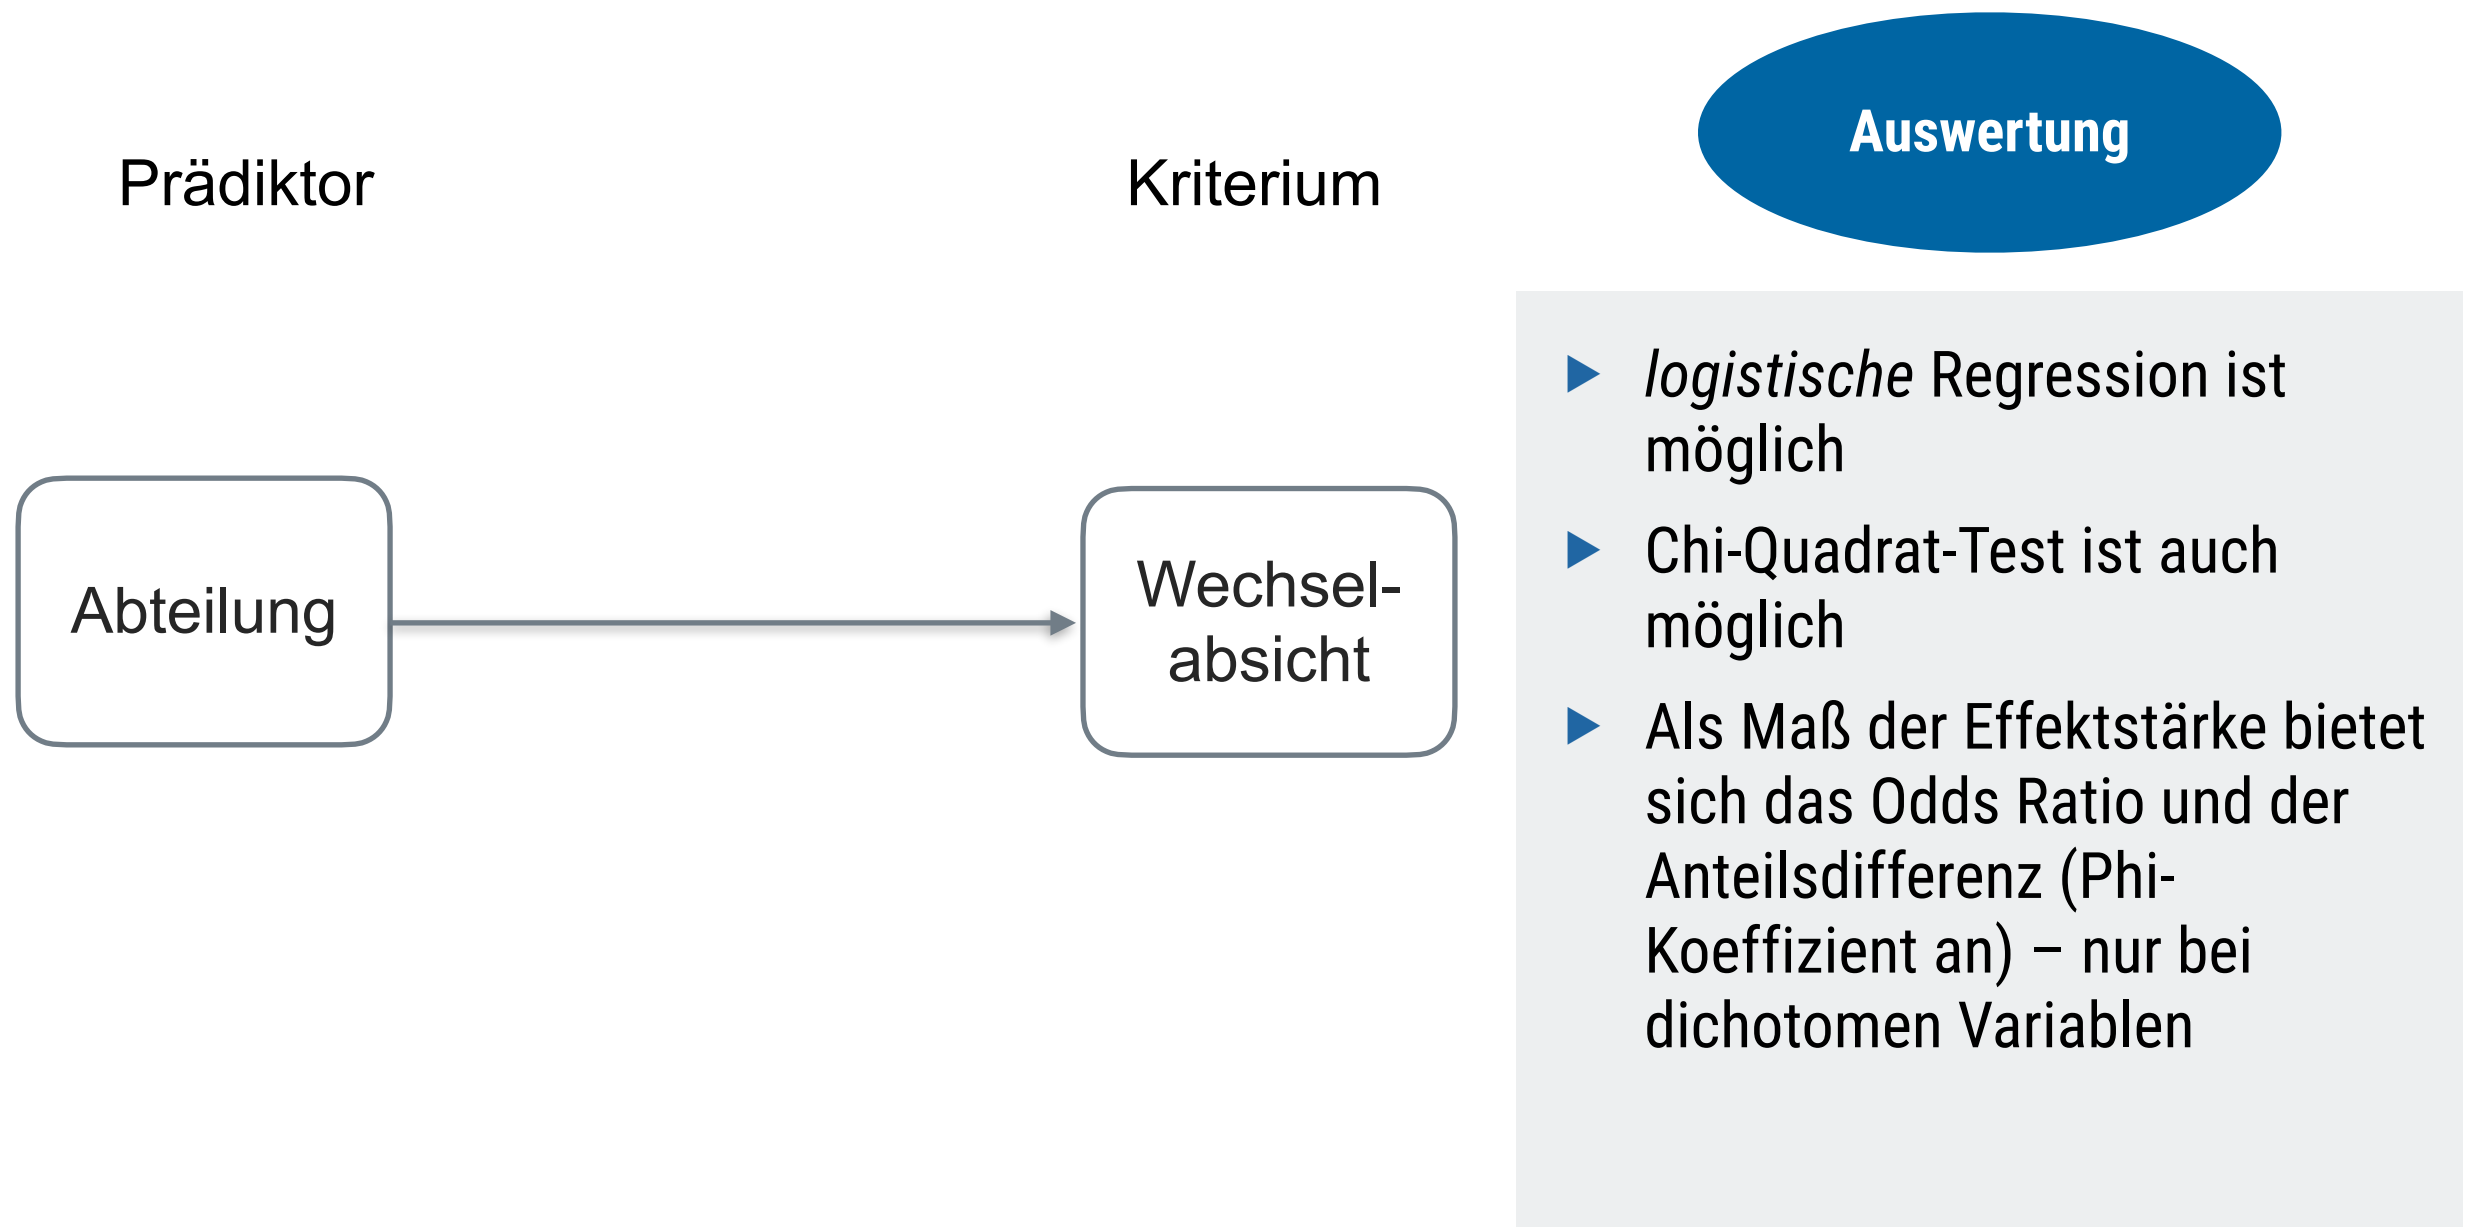 Prädiktor
Kriterium
Auswertung
Abteilung
Wechsel-
absicht
logistische Regression ist
möglich
Chi-Quadrat-Test ist auch
möglich
Als Maß der Effektstärke bietet
sich das Odds Ratio und der
Anteilsdifferenz (Phi-
Koeffizient an) – nur bei
dichotomen Variablen